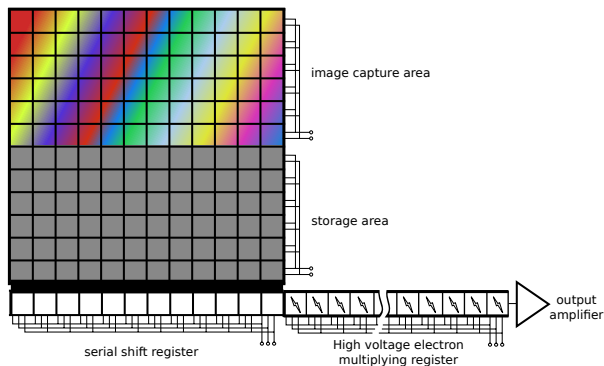 image capture area
storage area
output
amplifier
serial shift register
High voltage electron
multiplying register